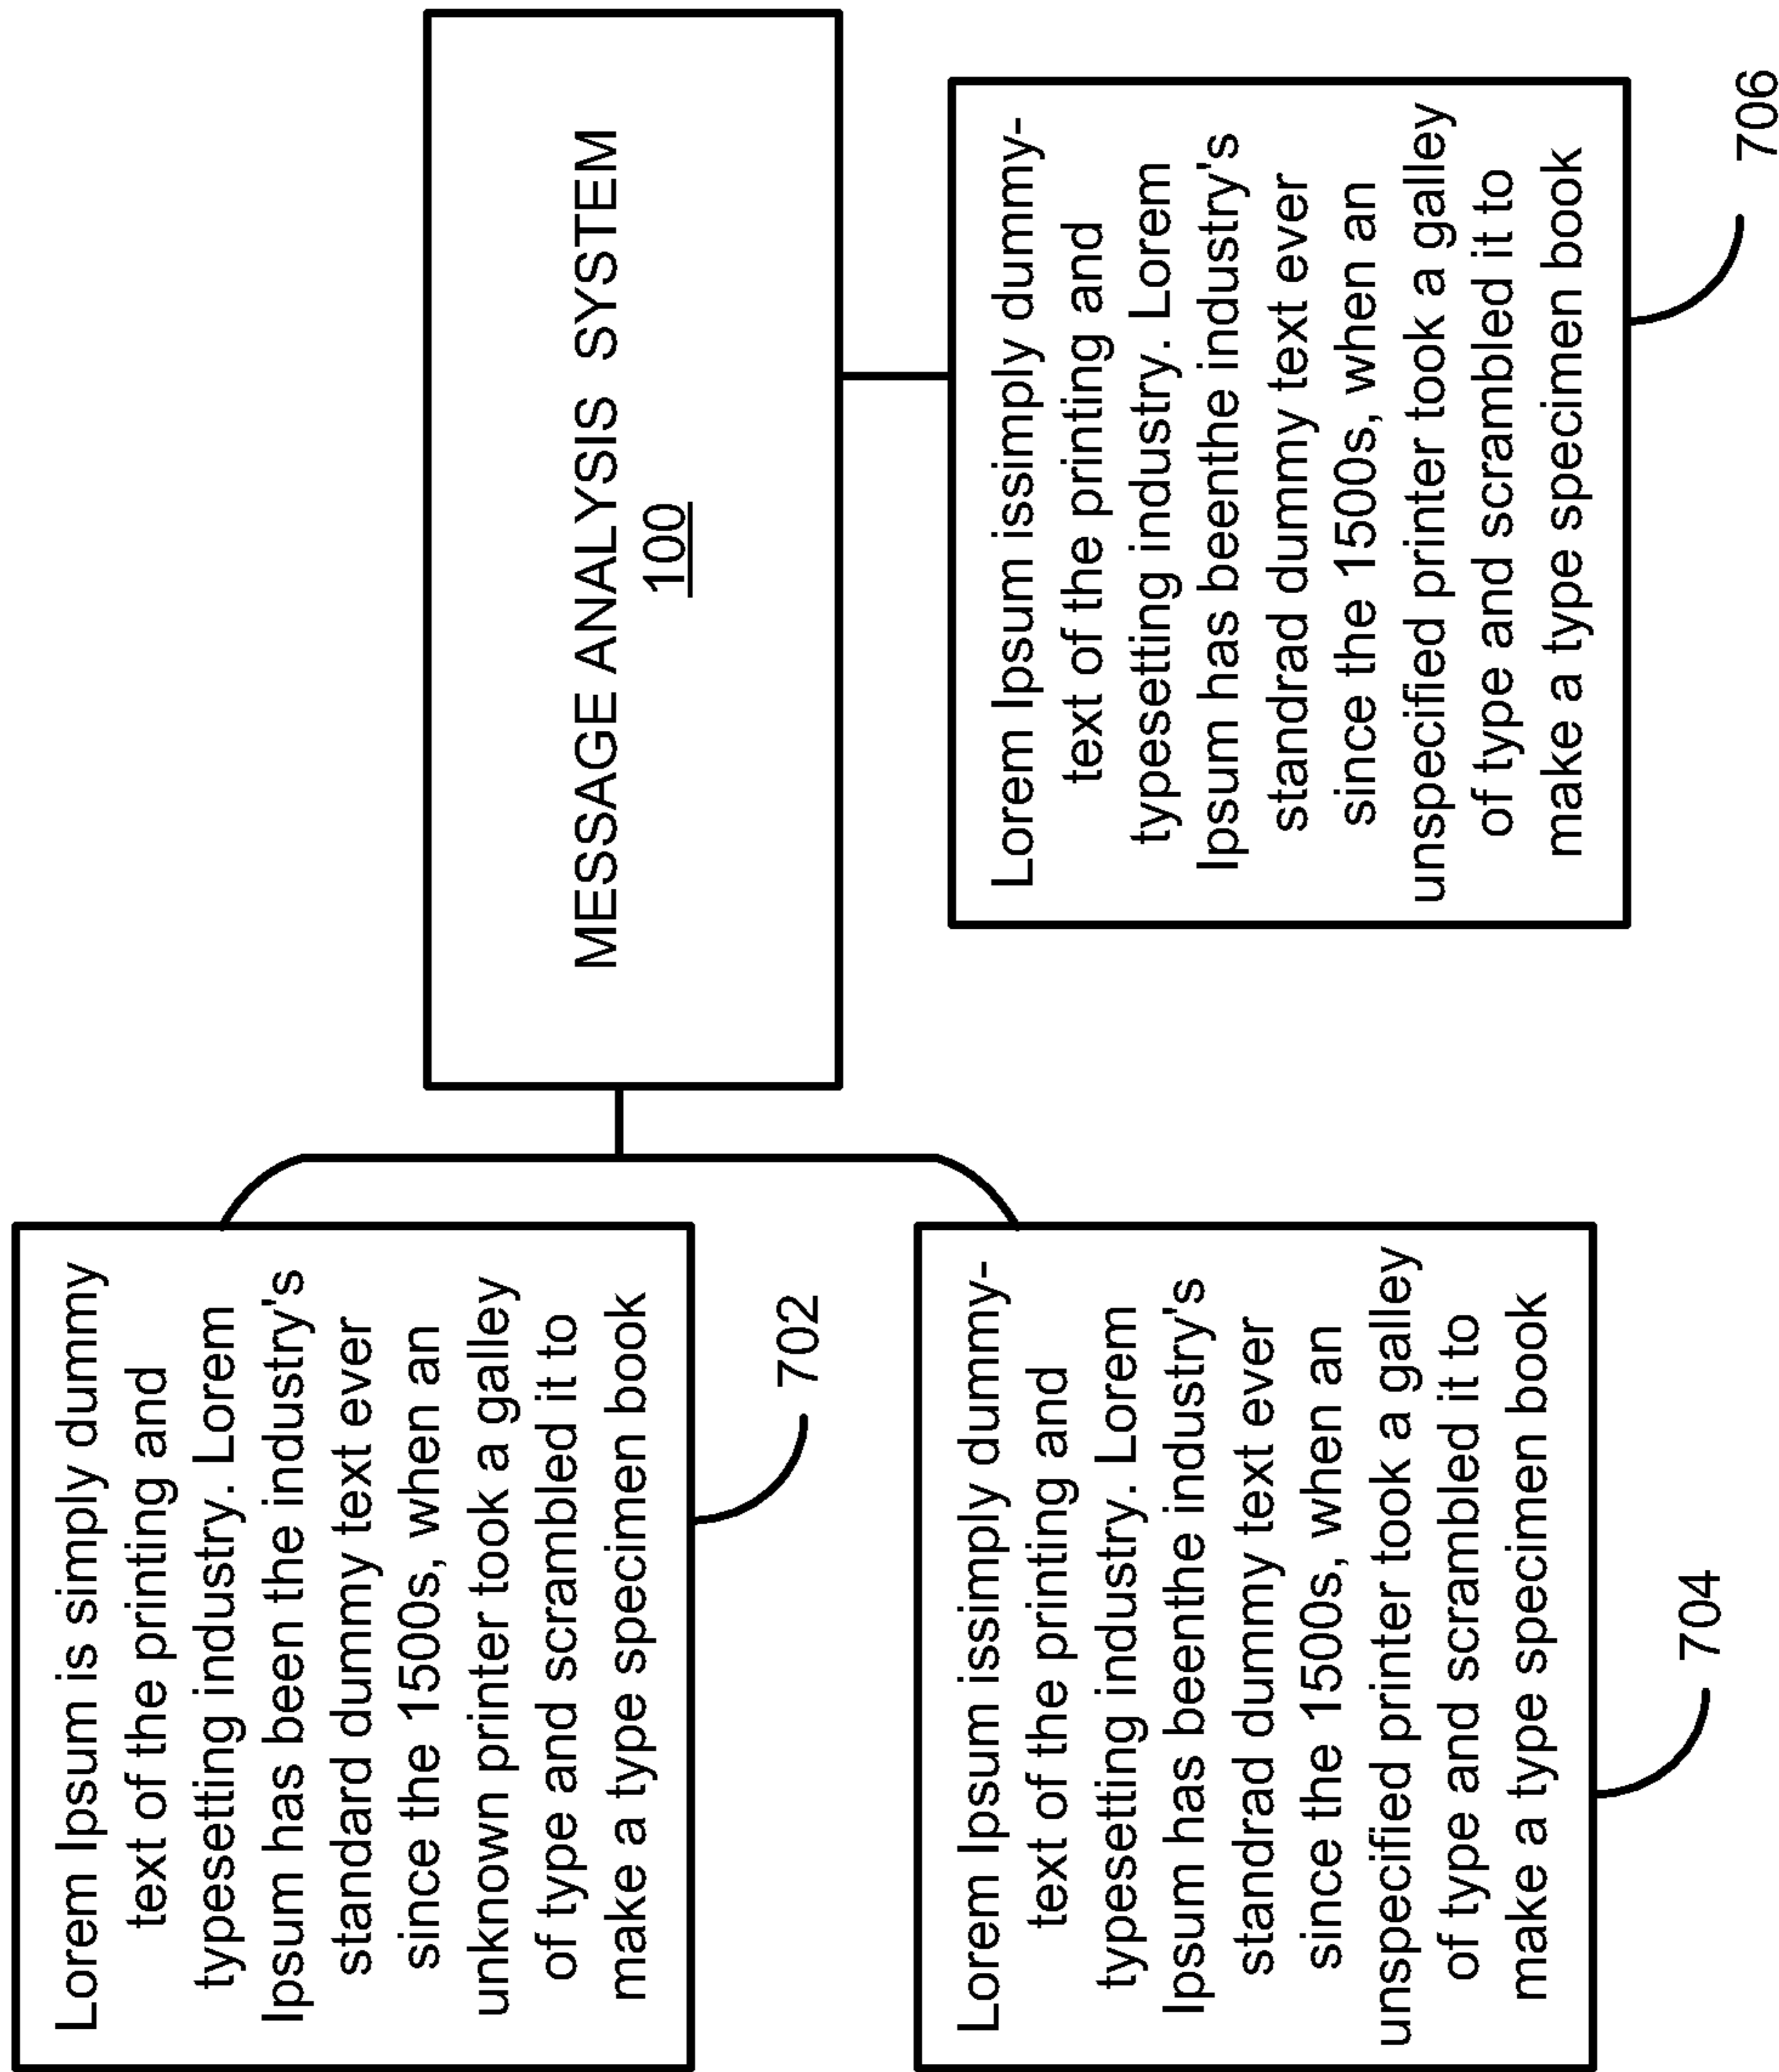 Lorem Ipsum is simply dummy
text of the printing and
typesetting industry. Lorem
Ipsum has been the industry's
standard dummy text ever
since the 1500s, when an
unknown printer took a galley
of type and scrambled it to
make a type specimen book
702
Lorem Ipsum issimply dummy-
text of the printing and
typesetting industry. Lorem
Ipsum has beenthe industry's
standrad dummy text ever
since the 1500s, when an
unspecified printer took a galley
of type and scrambled it to
make a type specimen book
704
MESSAGE ANALYSIS SYSTEM
100
Lorem Ipsum issimply dummy-
text of the printing and
typesetting industry. Lorem
Ipsum has beenthe industry's
standrad dummy text ever
since the 1500s, when an
unspecified printer took a galley
of type and scrambled it to
make a type specimen book
706